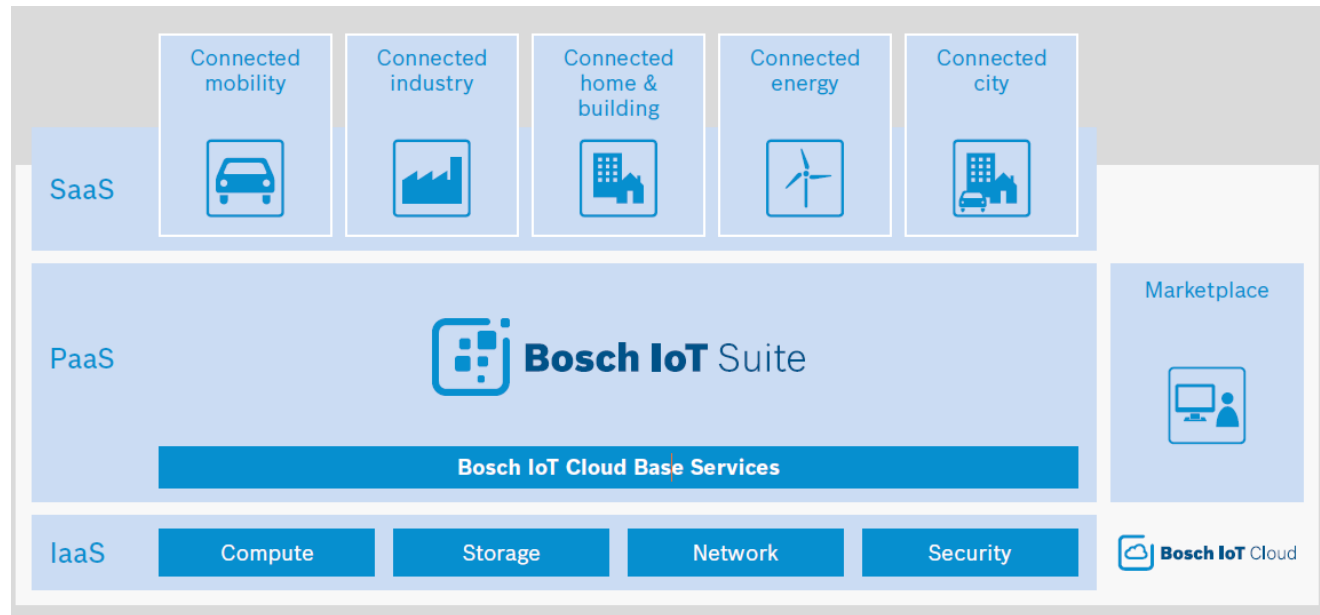 Connected
mobility
Connected
industry
Connected
home &
building
Connected
energy
Connected
city
SaaS
PaaS
Bosch IoT Suite
Bosch IoT Cloud Base Services
Marketplace
IaaS
Compute
Storage
Network
Security
Bosch IoT Cloud